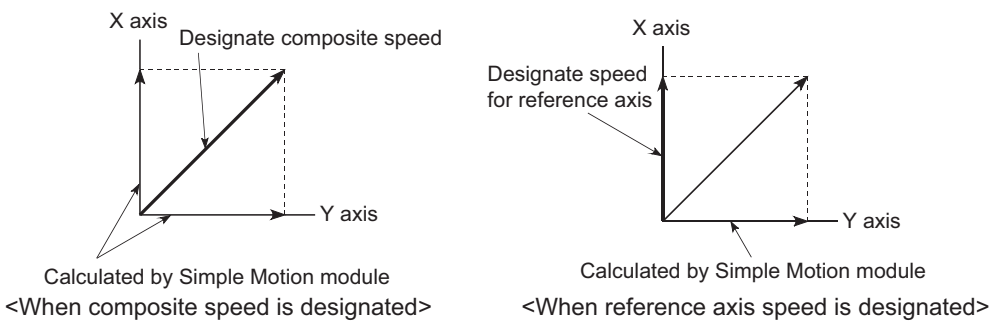 X axis
Designate composite speed
Y axis
Calculated by Simple Motion module
<When composite speed is designated>
X axis
Designate speed
for reference axis
Y axis
Calculated by Simple Motion module
<When reference axis speed is designated>